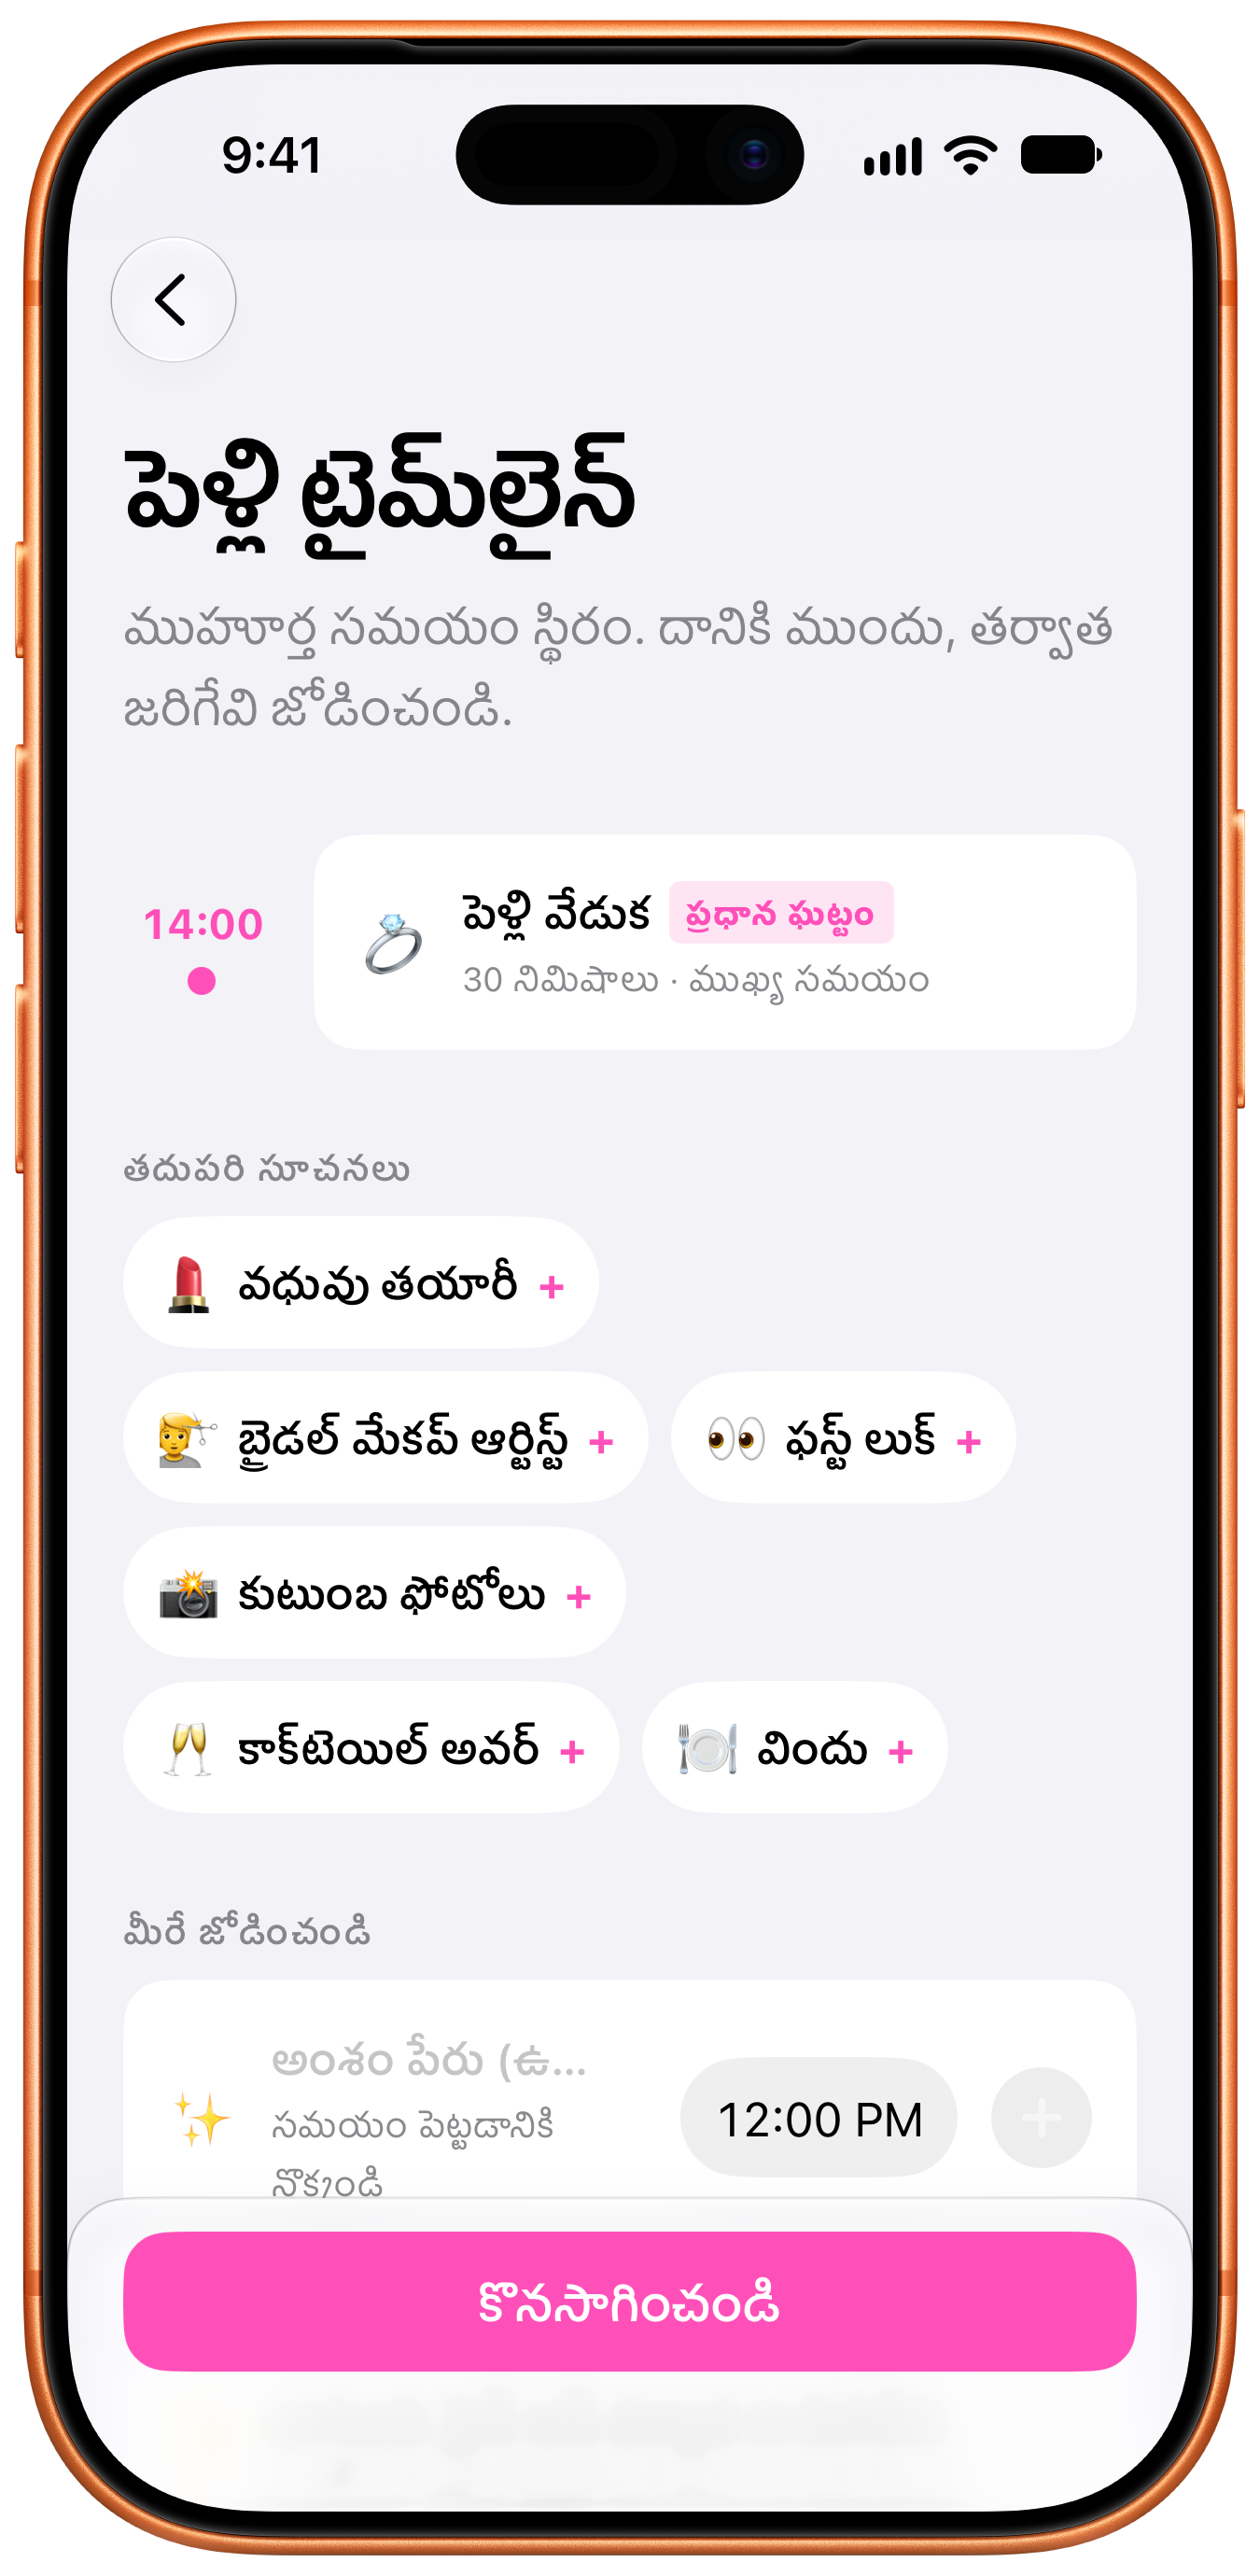 9:41
పెళ్లి టైమ్‌లైన్
ముహూర్త సమయం స్థిరం. దానికి ముందు, తర్వాత
జరిగేవి జోడించండి.
14:00
పెళ్లి వేడుక ప్రధాన ఘట్టం
30 నిమిషాలు · ముఖ్య సమయం
తదుపరి సూచనలు
వధువు తయారీ +
బ్రైడల్ మేకప్ ఆర్టిస్ట్ +
ఫస్ట్ లుక్ +
కుటుంబ ఫోటోలు +
కాక్‌టెయిల్ అవర్ +
విందు +
మీరే జోడించండి
అంశం పేరు (ఉ...
సమయం పెట్టడానికి
నొక్కండి
12:00 PM
కొనసాగించండి